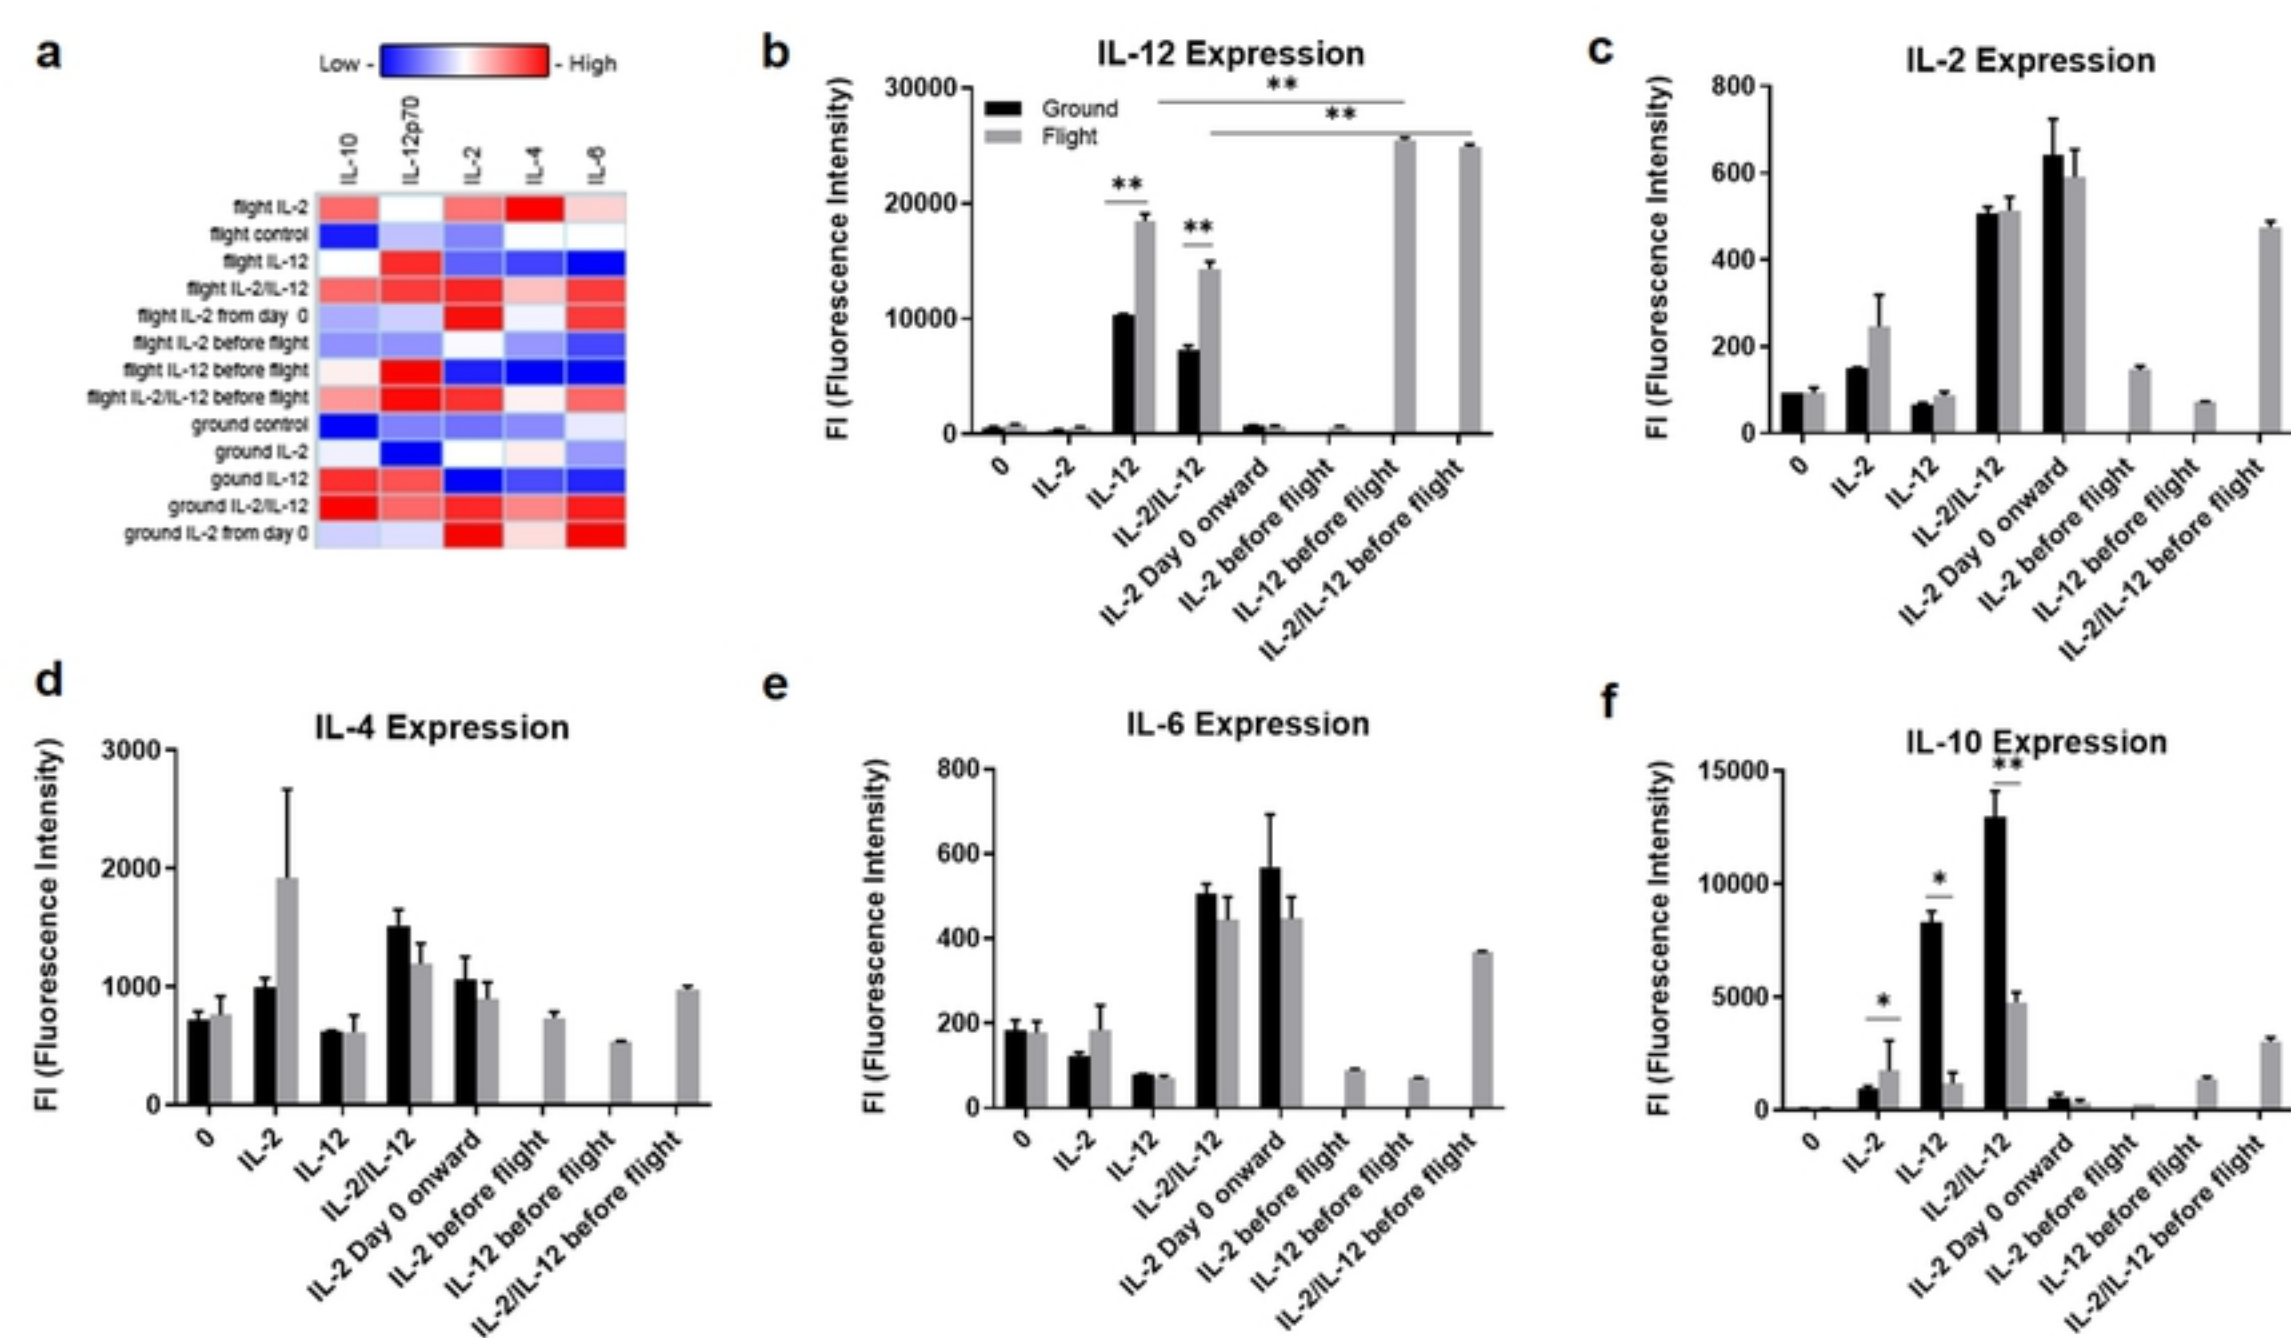 a
Low - - High
IL-10
IL-12p70
IL-2
IL-4
IL-6
flight IL-2
flight control
flight IL-12
flight IL-2/IL-12
flight IL-2 from day 0
flight IL-2 before flight
flight IL-12 before flight
flight IL-2/IL-12 before flight
ground control
ground IL-2
gound IL-12
ground IL-2/IL-12
ground IL-2 from day 0
b
IL-12 Expression
FI (Fluorescence Intensity)
30000
20000
10000
0
Ground
Flight
**
**
**
**
0
IL-2
IL-12
IL-2/IL-12
IL-2 Day 0 onward
IL-2 before flight
IL-12 before flight
IL-2/IL-12 before flight
c
IL-2 Expression
FI (Fluorescence Intensity)
800
600
400
200
0
0
IL-2
IL-12
IL-2/IL-12
IL-2 Day 0 onward
IL-2 before flight
IL-12 before flight
IL-2/IL-12 before flight
d
IL-4 Expression
FI (Fluorescence Intensity)
3000
2000
1000
0
0
IL-2
IL-12
IL-2/IL-12
IL-2 Day 0 onward
IL-2 before flight
IL-12 before flight
IL-2/IL-12 before flight
e
IL-6 Expression
FI (Fluorescence Intensity)
800
600
400
200
0
0
IL-2
IL-12
IL-2/IL-12
IL-2 Day 0 onward
IL-2 before flight
IL-12 before flight
IL-2/IL-12 before flight
f
IL-10 Expression
FI (Fluorescence Intensity)
15000
10000
5000
0
*
*
**
0
IL-2
IL-12
IL-2/IL-12
IL-2 Day 0 onward
IL-2 before flight
IL-12 before flight
IL-2/IL-12 before flight